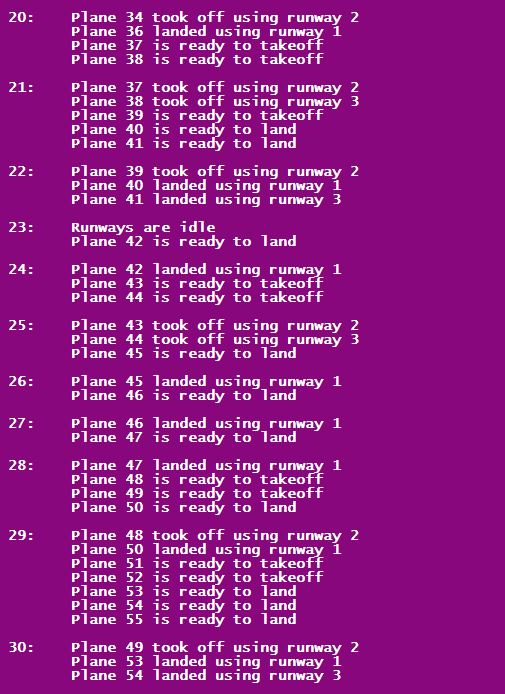 20: Plane 34 took off using runway 2
Plane 36 landed using runway 1
Plane 37 is ready to takeoff
Plane 38 is ready to takeoff
21: Plane 37 took off using runway 2
Plane 38 took off using runway 3
Plane 39 is ready to takeoff
Plane 40 is ready to land
Plane 41 is ready to land
22: Plane 39 took off using runway 2
Plane 40 landed using runway 1
Plane 41 landed using runway 3
23: Runways are idle
Plane 42 is ready to land
24: Plane 42 landed using runway 1
Plane 43 is ready to takeoff
Plane 44 is ready to takeoff
25: Plane 43 took off using runway 2
Plane 44 took off using runway 3
Plane 45 is ready to land
26: Plane 45 landed using runway 1
Plane 46 is ready to land
27: Plane 46 landed using runway 1
Plane 47 is ready to land
28: Plane 47 landed using runway 1
Plane 48 is ready to takeoff
Plane 49 is ready to takeoff
Plane 50 is ready to land
29: Plane 48 took off using runway 2
Plane 50 landed using runway 1
Plane 51 is ready to takeoff
Plane 52 is ready to takeoff
Plane 53 is ready to land
Plane 54 is ready to land
Plane 55 is ready to land
30: Plane 49 took off using runway 2
Plane 53 landed using runway 1
Plane 54 landed using runway 3